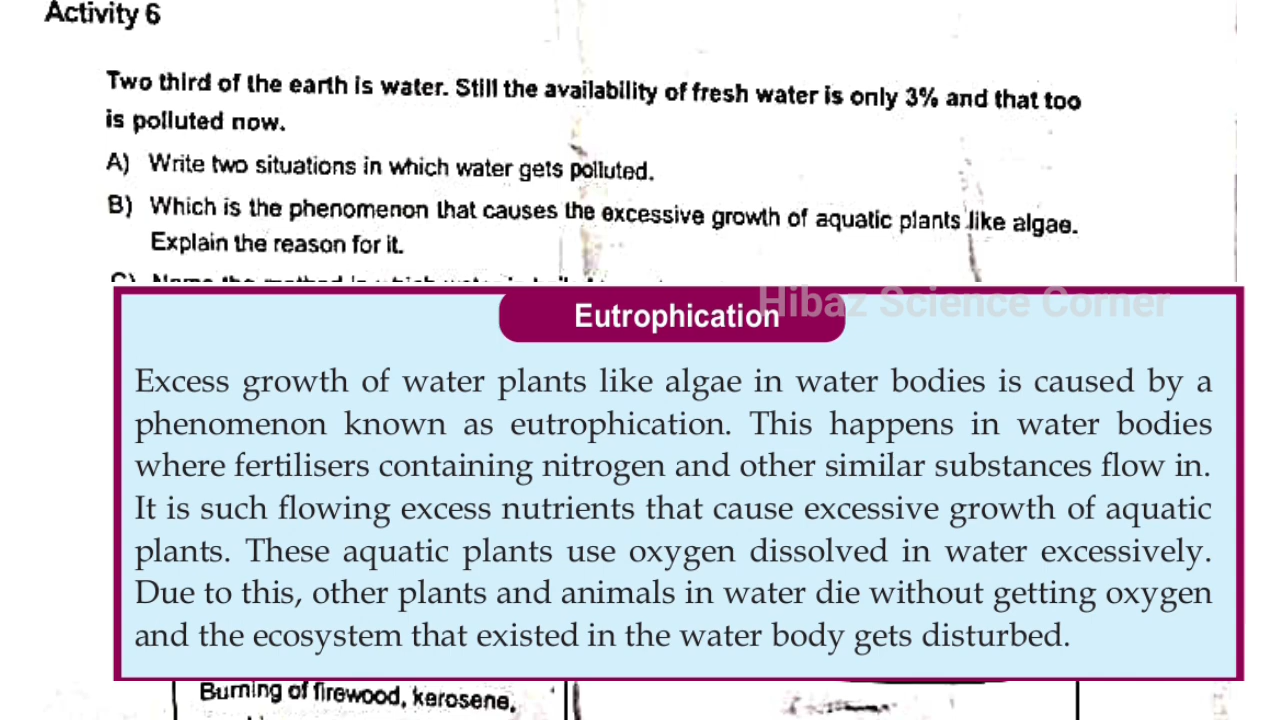 Activity 6
Two third of the earth is water. Still the availability of fresh water is only 3% and that too
is polluted now.
A) Write two situations in which water gets polluted.
B) Which is the phenomenon that causes the excessive growth of aquatic plants like algae.
Explain the reason for it.
Hibaz Science Corner
Eutrophication
Excess growth of water plants like algae in water bodies is caused by a
phenomenon known as eutrophication. This happens in water bodies
where fertilisers containing nitrogen and other similar substances flow in.
It is such flowing excess nutrients that cause excessive growth of aquatic
plants. These aquatic plants use oxygen dissolved in water excessively.
Due to this, other plants and animals in water die without getting oxygen
and the ecosystem that existed in the water body gets disturbed.
Burning of firewood, kerosene,